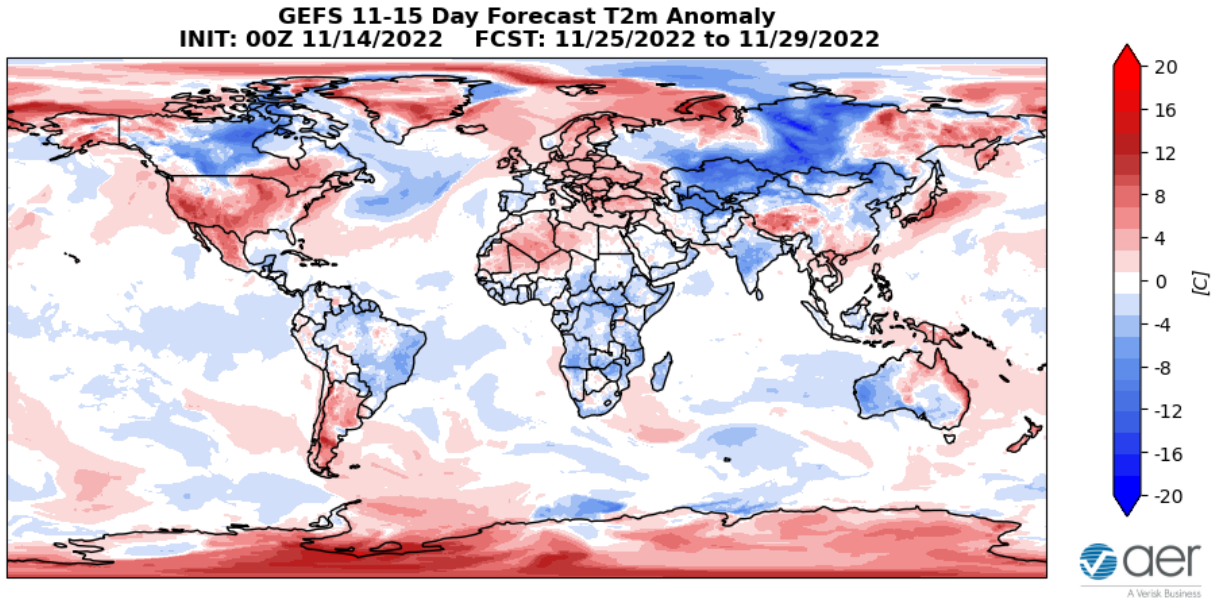 GEFS 11-15 Day Forecast T2m Anomaly
INIT: 00Z 11/14/2022 FCST: 11/25/2022 to 11/29/2022
20
16
12
8
4
0
-4
-8
-12
-16
-20
[C]
aer
A Verisk Business